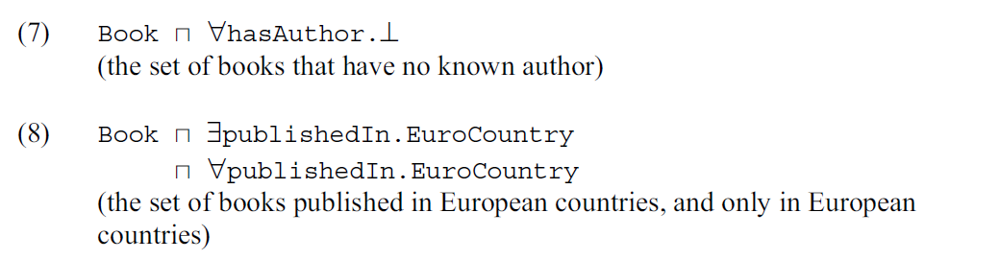 (7) Book ⊓ ∀hasAuthor.⊥
(the set of books that have no known author)
(8) Book ⊓ ∃publishedIn.EuroCountry
⊓ ∀publishedIn.EuroCountry
(the set of books published in European countries, and only in European
countries)